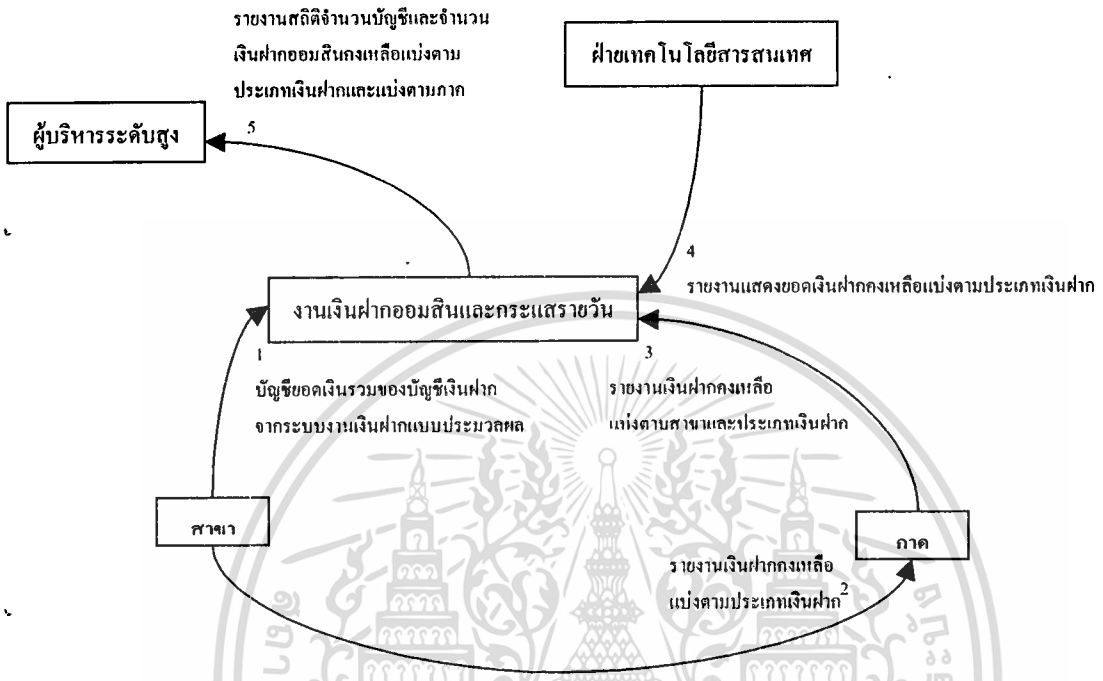 รายงานสถิติจำนวนบัญชีและจำนวน
เงินฝากออมสินคงเหลือแบ่งตาม
ประเภทเงินฝากและแบ่งตามภาค
ฝ่ายเทคโนโลยีสารสนเทศ
ผู้บริหารระดับสูง
5
4
รายงานแสดงยอดเงินฝากคงเหลือแบ่งตามประเภทเงินฝาก
งานเงินฝากออมสินและกระแสรายวัน
1
บัญชียอดเงินรวมของบัญชีเงินฝาก
จากระบบงานเงินฝากแบบประมวลผล
3
รายงานเงินฝากคงเหลือ
แบ่งตามสาขาและประเภทเงินฝาก
สาขา
ภาค
รายงานเงินฝากคงเหลือ
แบ่งตามประเภทเงินฝาก
2